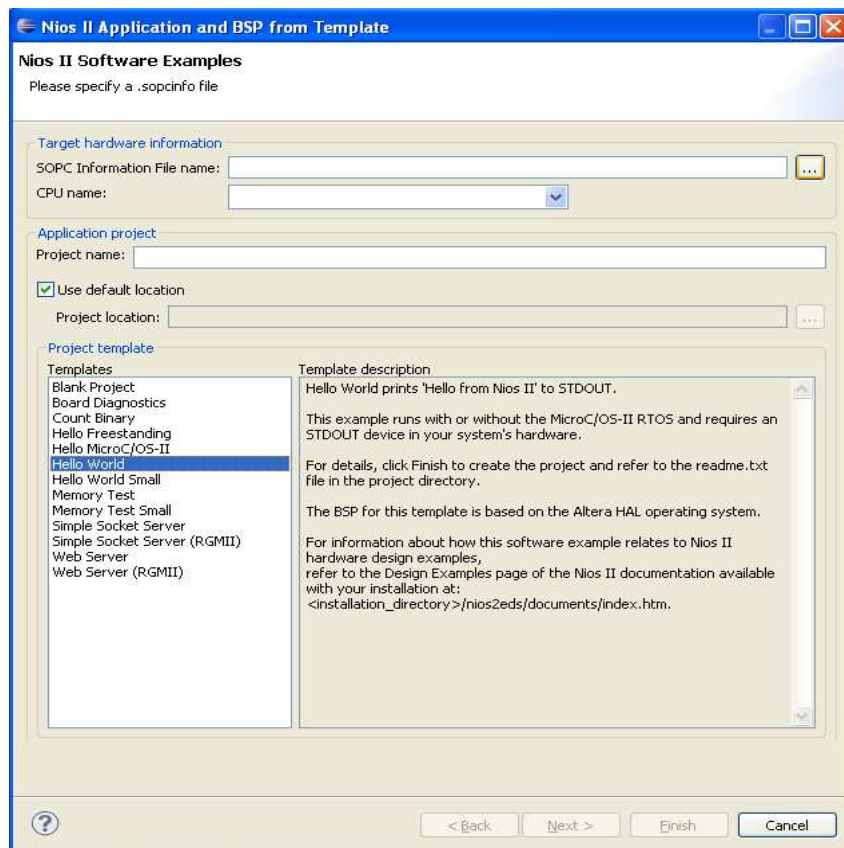 Nios II Application and BSP from Template
Nios II Software Examples
Please specify a .sopcinfo file
Target hardware information
SOPC Information File name:
...
CPU name:
Application project
Project name:
Use default location
Project location:
...
Project template
Templates
Blank Project
Board Diagnostics
Count Binary
Hello Freestanding
Hello MicroC/OS-II
Hello World
Hello World Small
Memory Test
Memory Test Small
Simple Socket Server
Simple Socket Server (RGMII)
Web Server
Web Server (RGMII)
Template description
Hello World prints 'Hello from Nios II' to STDOUT.
This example runs with or without the MicroC/OS-II RTOS and requires an
STDOUT device in your system's hardware.
For details, click Finish to create the project and refer to the readme.txt
file in the project directory.
The BSP for this template is based on the Altera HAL operating system.
For information about how this software example relates to Nios II
hardware design examples,
refer to the Design Examples page of the Nios II documentation available
with your installation at:
<installation_directory>/nios2eds/documents/index.htm.
?
< Back
Next >
Finish
Cancel